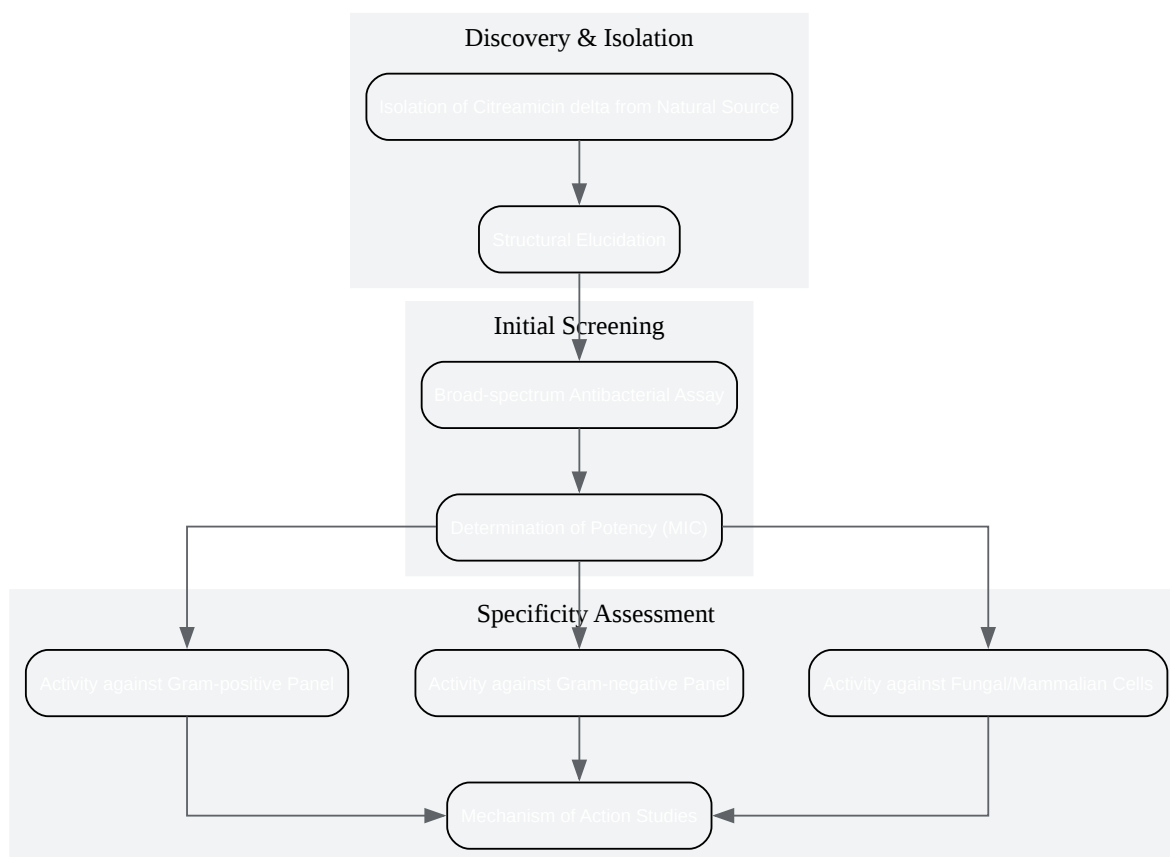 Discovery & Isolation
Isolation of Citreamicin delta from Natural Source
Structural Elucidation
Initial Screening
Broad-spectrum Antibacterial Assay
Determination of Potency (MIC)
Specificity Assessment
Activity against Gram-positive Panel
Activity against Gram-negative Panel
Activity against Fungal/Mammalian Cells
Mechanism of Action Studies